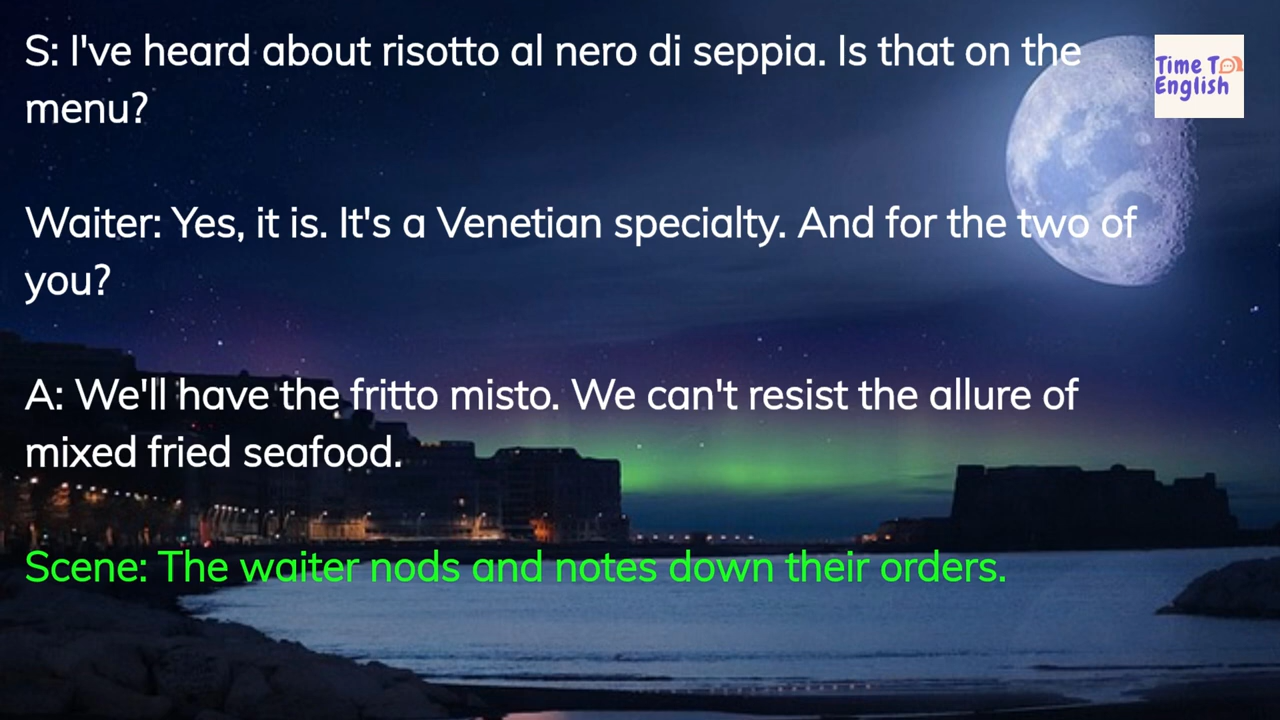 S: I've heard about risotto al nero di seppia. Is that on the
menu?
Time To
English
Waiter: Yes, it is. It's a Venetian specialty. And for the two of
you?
A: We'll have the fritto misto. We can't resist the allure of
mixed fried seafood.
Scene: The waiter nods and notes down their orders.